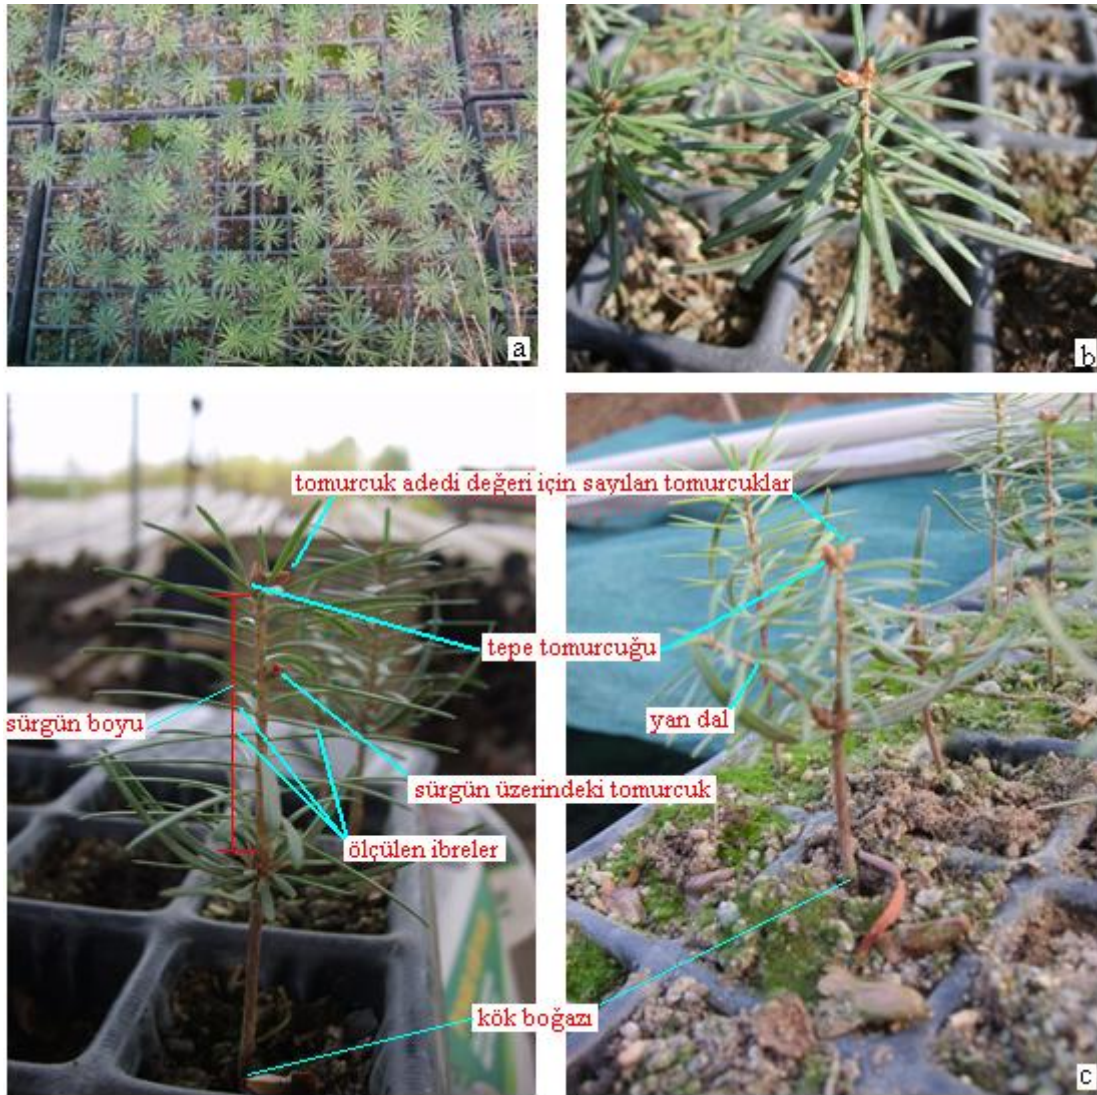 a
b
tomurcuk adedi değeri için sayılan tomurcuklar
tepe tomurcuğu
sürgün boyu
yan dal
sürgün üzerindeki tomurcuk
ölçülen ibreler
kök boğazı
c